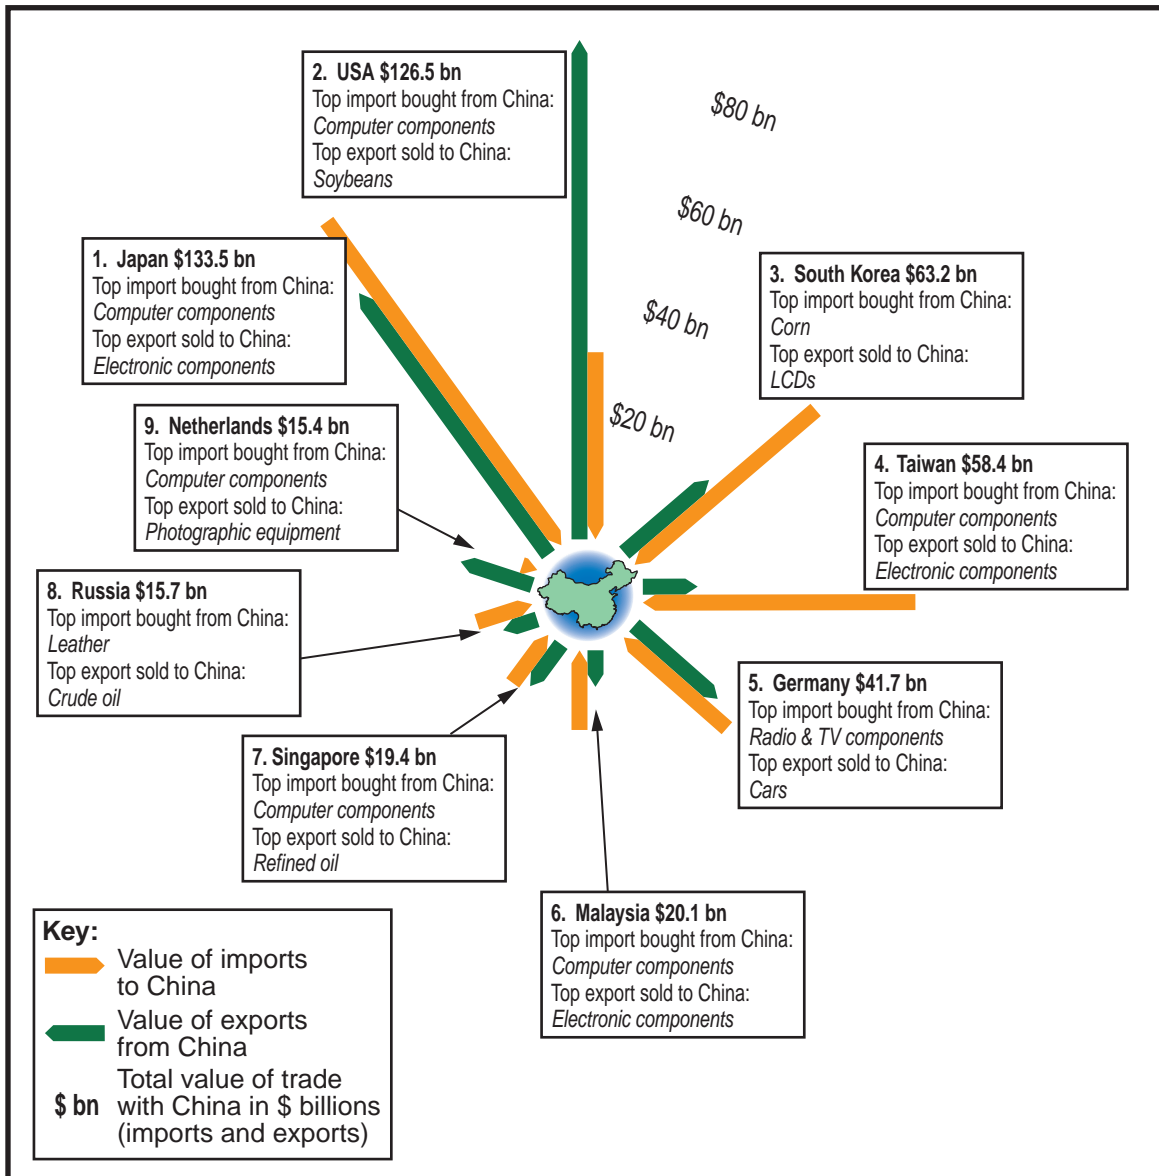 2. USA $126.5 bn
Top import bought from China:
Computer components
Top export sold to China:
Soybeans
$80 bn
$60 bn
$40 bn
$20 bn
1. Japan $133.5 bn
Top import bought from China:
Computer components
Top export sold to China:
Electronic components
3. South Korea $63.2 bn
Top import bought from China:
Corn
Top export sold to China:
LCDs
9. Netherlands $15.4 bn
Top import bought from China:
Computer components
Top export sold to China:
Photographic equipment
4. Taiwan $58.4 bn
Top import bought from China:
Computer components
Top export sold to China:
Electronic components
8. Russia $15.7 bn
Top import bought from China:
Leather
Top export sold to China:
Crude oil
5. Germany $41.7 bn
Top import bought from China:
Radio & TV components
Top export sold to China:
Cars
7. Singapore $19.4 bn
Top import bought from China:
Computer components
Top export sold to China:
Refined oil
6. Malaysia $20.1 bn
Top import bought from China:
Computer components
Top export sold to China:
Electronic components
Key:
Value of imports
to China
Value of exports
from China
$ bn
Total value of trade
with China in $ billions
(imports and exports)